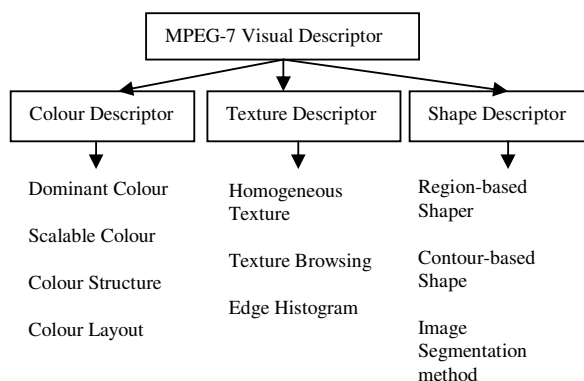 MPEG-7 Visual Descriptor
Colour Descriptor
Texture Descriptor
Shape Descriptor
Dominant Colour
Scalable Colour
Colour Structure
Colour Layout
Homogeneous
Texture
Texture Browsing
Edge Histogram
Region-based
Shaper
Contour-based
Shape
Image
Segmentation
method